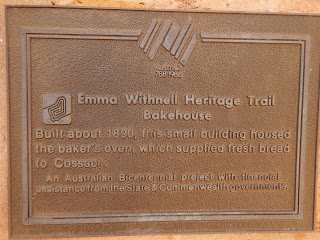 Australia
1788-1988
Emma Withnell Heritage Trail
Bakehouse
Built about 1890, this small building housed
the baker's oven, which supplied fresh bread
to Cossack.
An Australian Bicentennial project with financial
assistance from the State & Commonwealth governments.